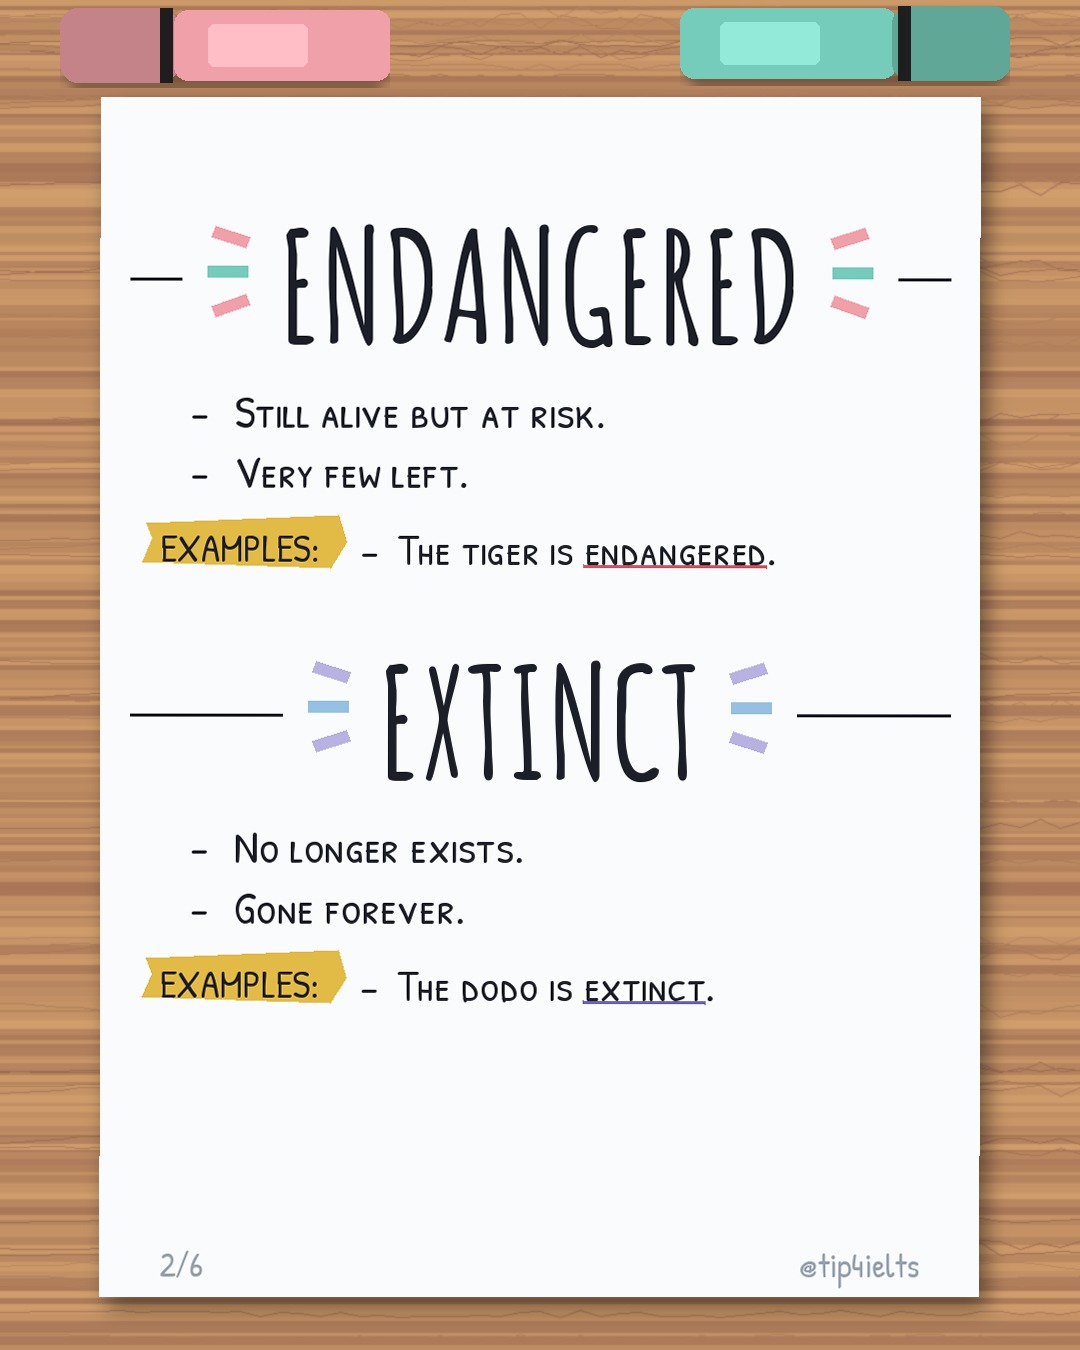 ENDANGERED
- STILL ALIVE BUT AT RISK.
- VERY FEW LEFT.
EXAMPLES: - THE TIGER IS ENDANGERED.
EXTINCT
- NO LONGER EXISTS.
- GONE FOREVER.
EXAMPLES: - THE DODO IS EXTINCT.
2/6 @tip4ielts